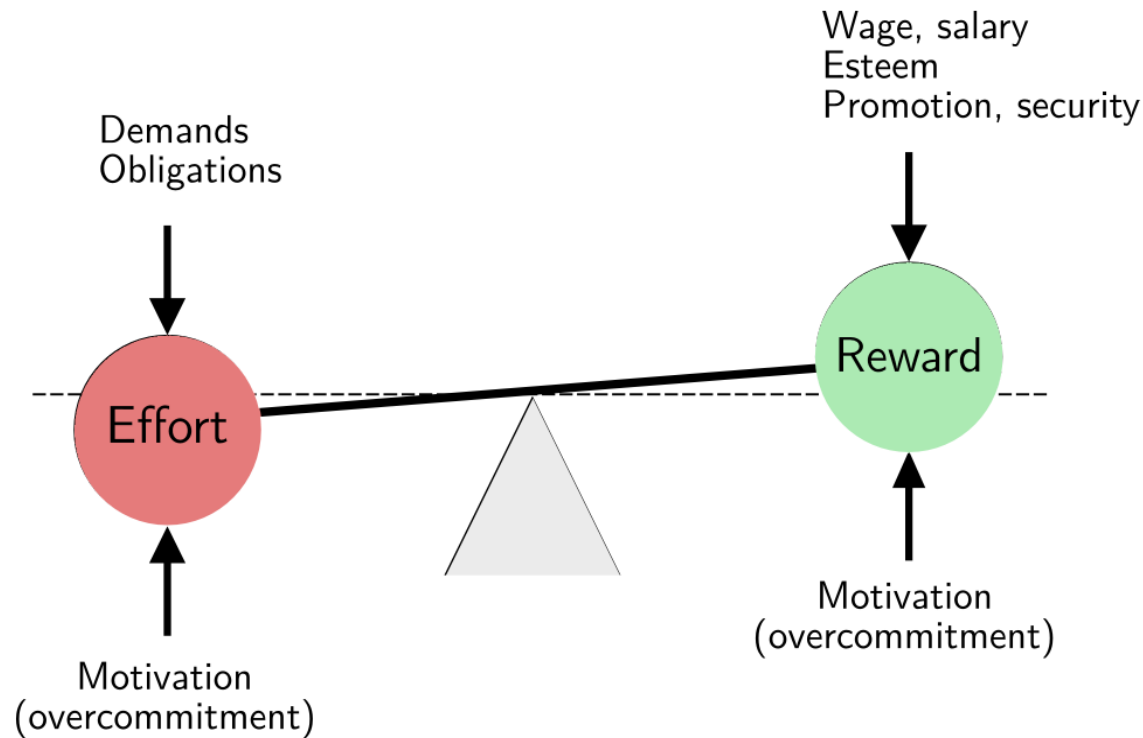 Wage, salary
Esteem
Promotion, security
Demands
Obligations
Reward
Effort
Motivation
(overcommitment)
Motivation
(overcommitment)